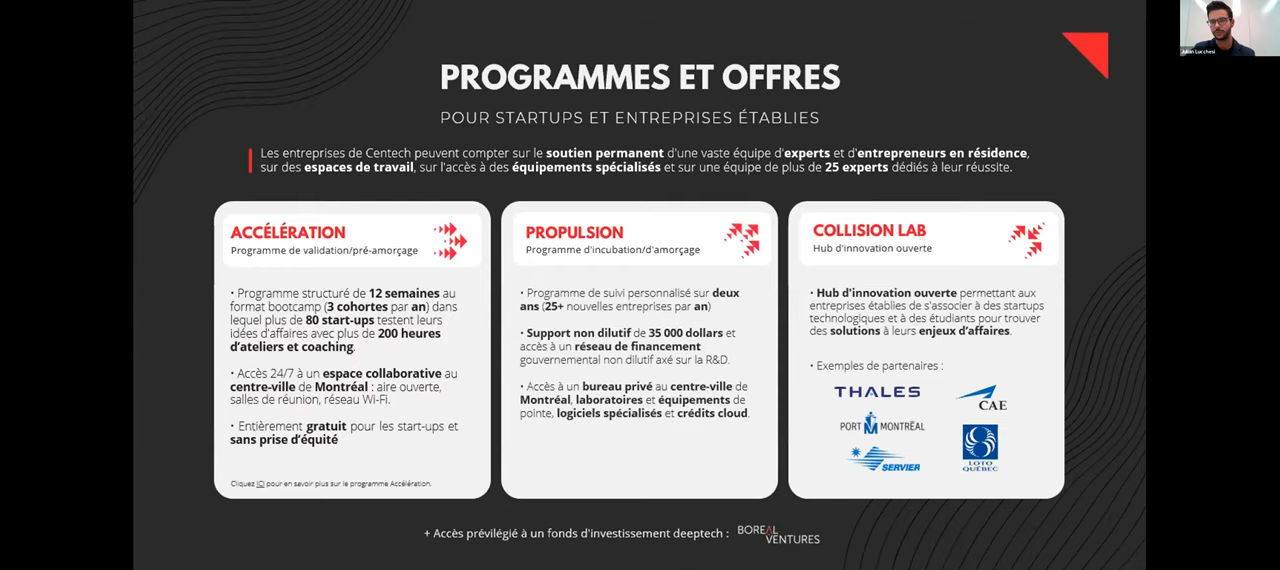 PROGRAMMES ET OFFRES
POUR STARTUPS ET ENTREPRISES ÉTABLIES
Les entreprises de Centech peuvent compter sur le soutien permanent d'une vaste équipe d'experts et d'entrepreneurs en résidence,
sur des espaces de travail, sur l'accès à des équipements spécialisés et sur une équipe de plus de 25 experts dédiés à leur réussite.
ACCÉLÉRATION
Programme de validation/pré-amorçage
• Programme structuré de 12 semaines au
format bootcamp (3 cohortes par an) dans
lequel plus de 80 start-ups testent leurs
idées d'affaires avec plus de 200 heures
d'ateliers et coaching.
• Accès 24/7 à un espace collaborative au
centre-ville de Montréal : aire ouverte,
salles de réunion, réseau Wi-Fi.
• Entièrement gratuit pour les start-ups et
sans prise d'équité
Cliquez ICI pour en savoir plus sur le programme Accélération.
PROPULSION
Programme d'incubation/d'amorçage
• Programme de suivi personnalisé sur deux
ans (25+ nouvelles entreprises par an)
• Support non dilutif de 35 000 dollars et
accès à un réseau de financement
gouvernemental non dilutif axé sur la R&D.
• Accès à un bureau privé au centre-ville de
Montréal, laboratoires et équipements de
pointe, logiciels spécialisés et crédits cloud.
COLLISION LAB
Hub d'innovation ouverte
• Hub d'innovation ouverte permettant aux
entreprises établies de s'associer à des startups
technologiques et à des étudiants pour trouver
des solutions à leurs enjeux d'affaires.
• Exemples de partenaires :
THALES
CAE
PORT MONTRÉAL
LOTO
QUÉBEC
SERVIER
+ Accès prévilégié à un fonds d'investissement deeptech :
BOREAL
VENTURES
Julian Lucchesi